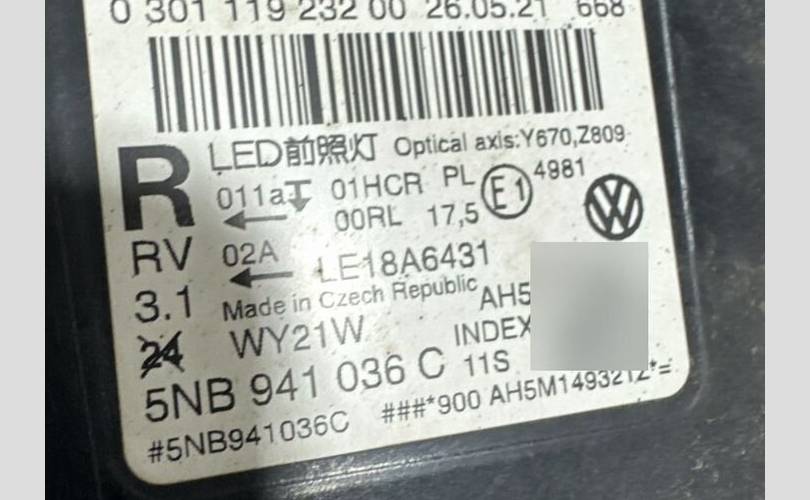 0 301 119 232 00 26.05.21 668
R
LED前照灯 Optical axis:Y670,Z809
011a 01HCR PL E1 4981
00RL 17,5
RV 02A LE18A6431
3.1 Made in Czech Republic AH5
24 WY21W INDEX
5NB 941 036 C 11S
#5NB941036C ###*900 AH5M1493212*=